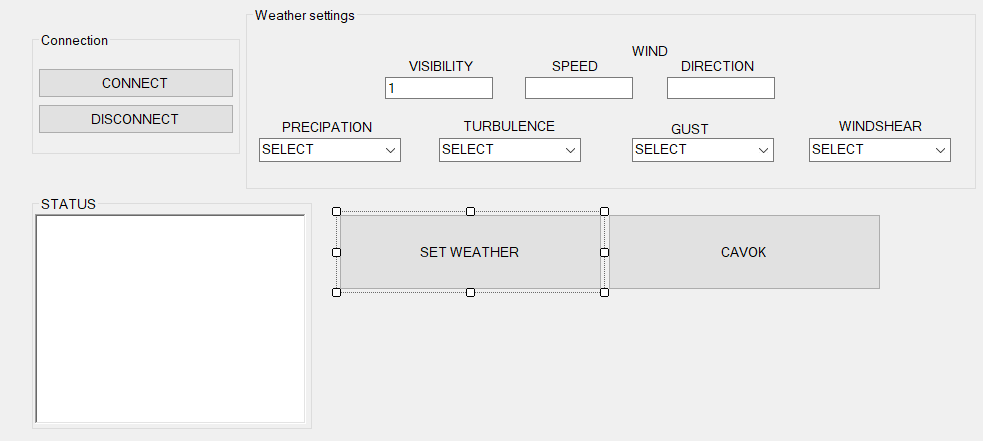 Weather settings
Connection
WIND
VISIBILITY SPEED DIRECTION
CONNECT
1
DISCONNECT
PRECIPATION TURBULENCE GUST WINDSHEAR
SELECT SELECT SELECT SELECT
STATUS
SET WEATHER CAVOK